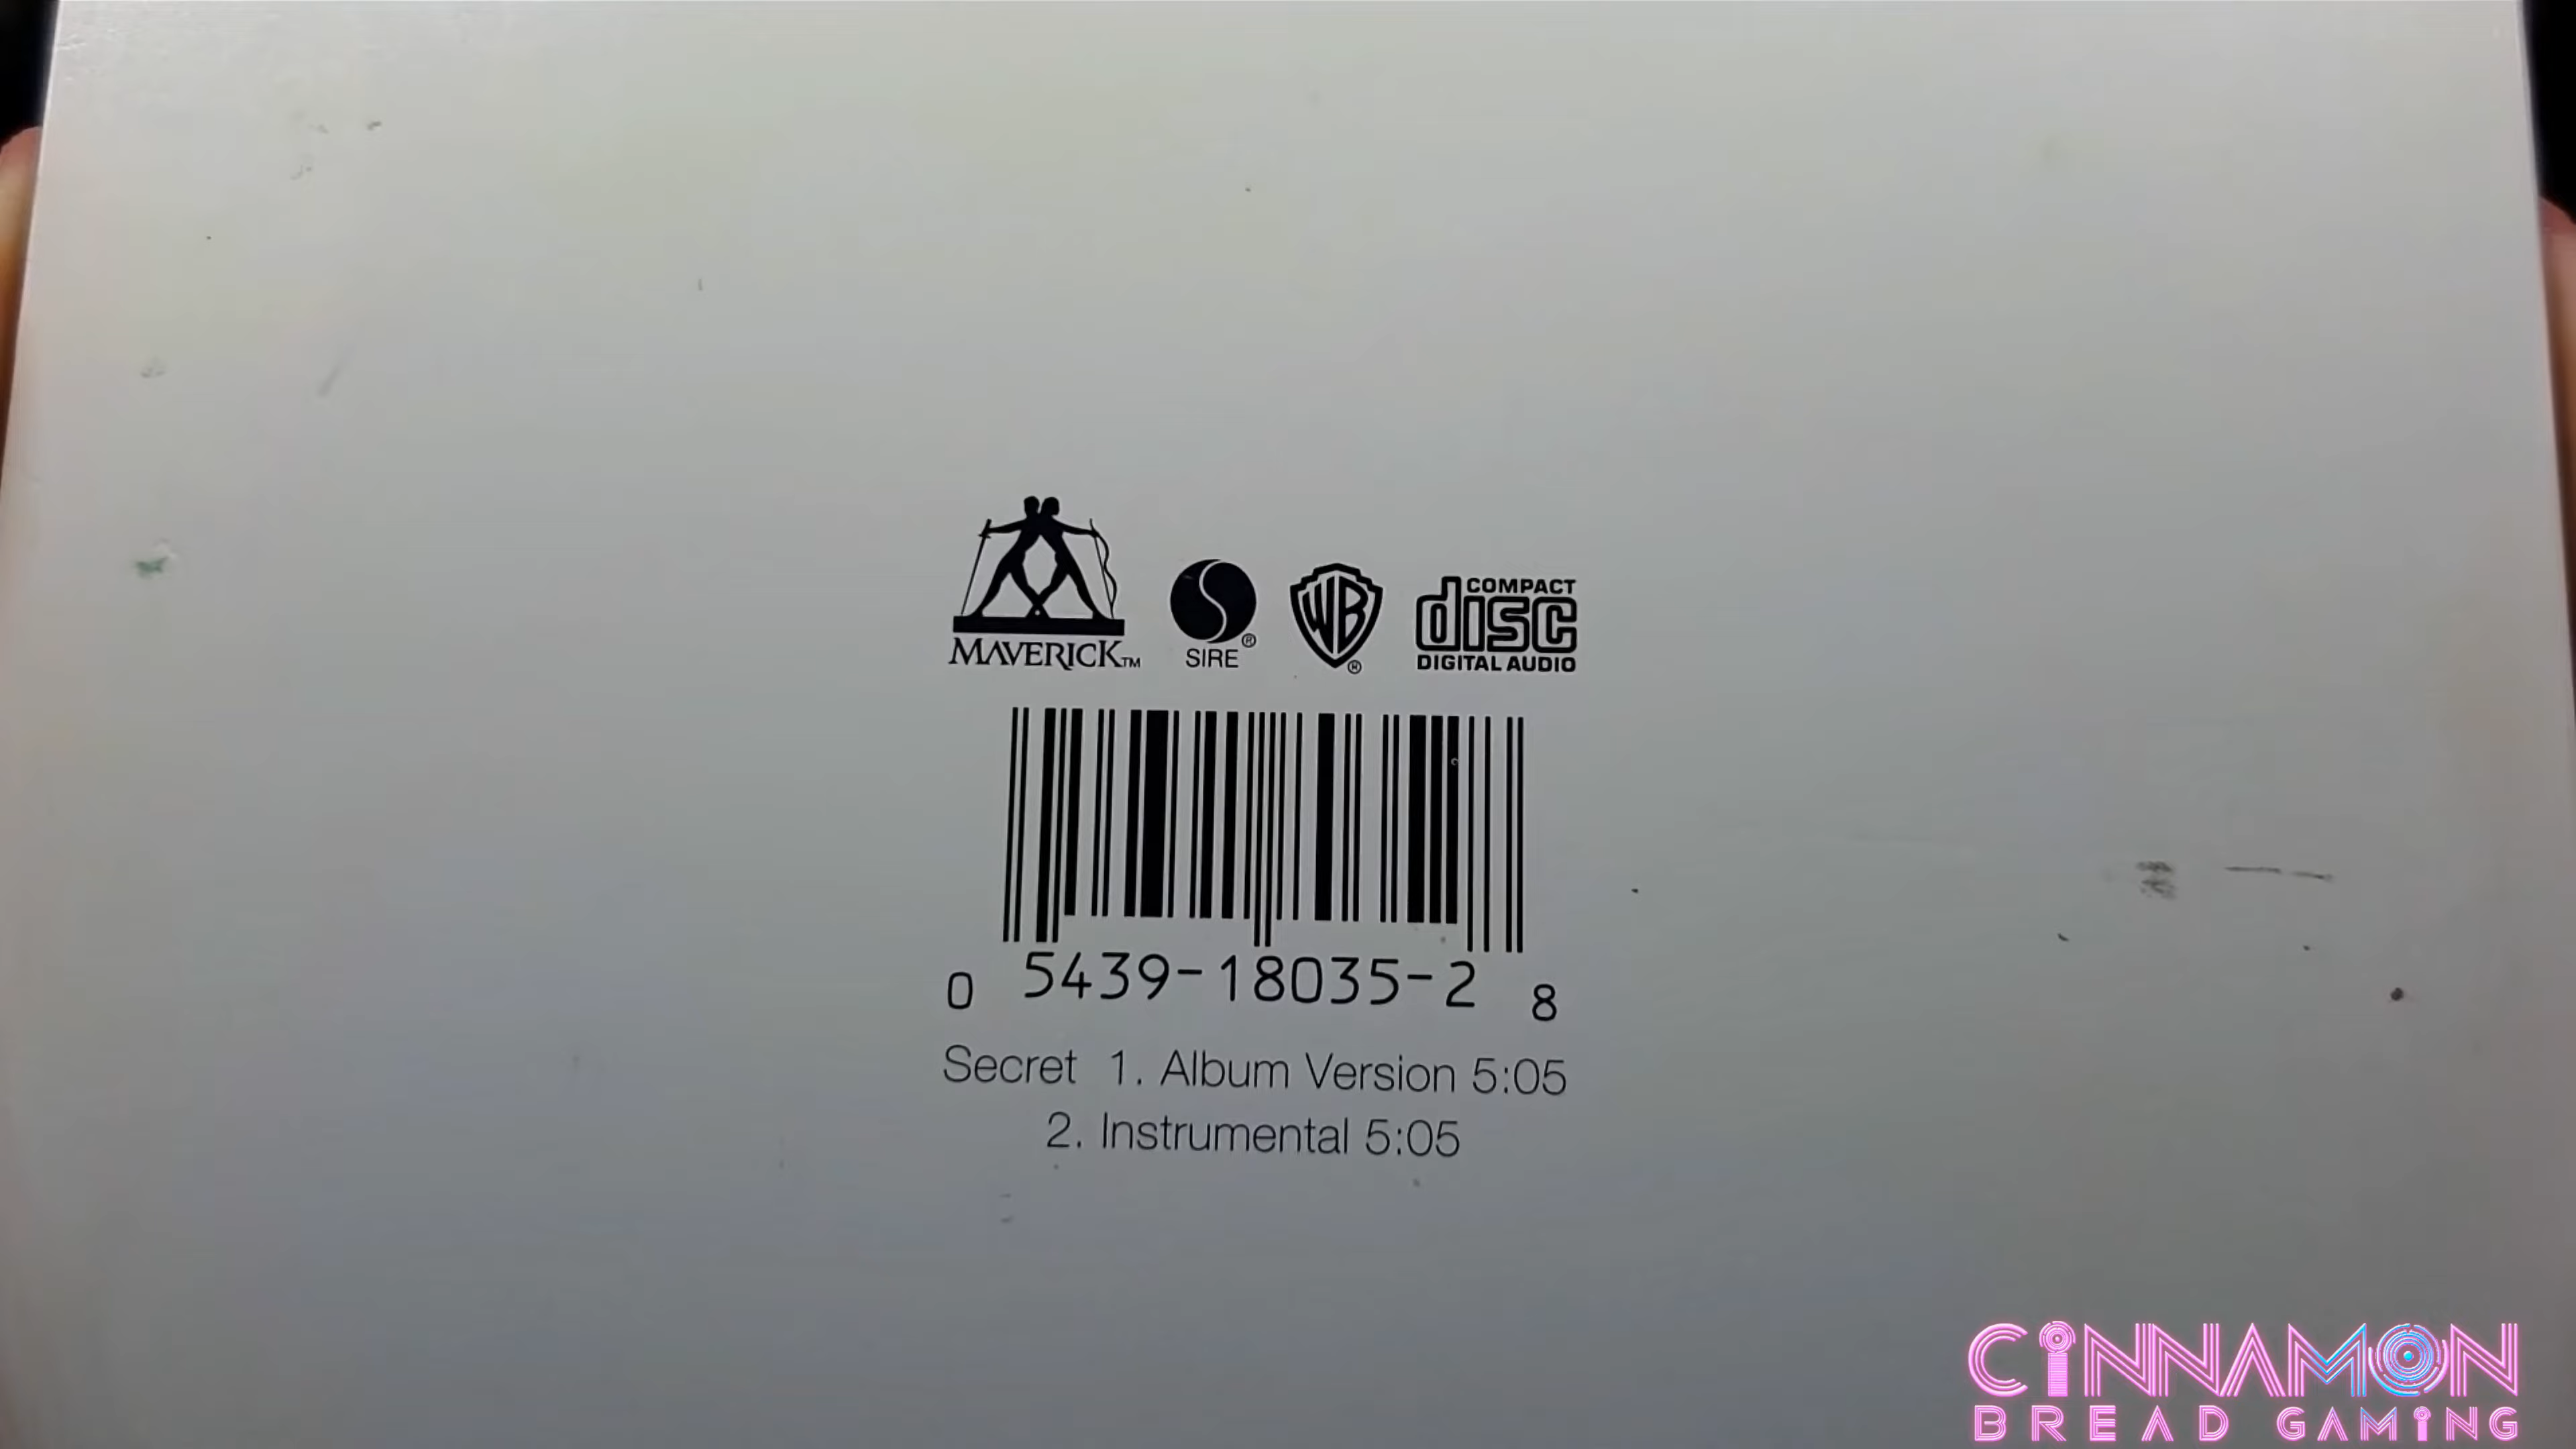 MAVERICK™
SIRE®
WB®
COMPACT
disc
DIGITAL AUDIO
0 5439-18035-2 8
Secret 1. Album Version 5:05
2. Instrumental 5:05
CINNAMON
BREAD GAMING